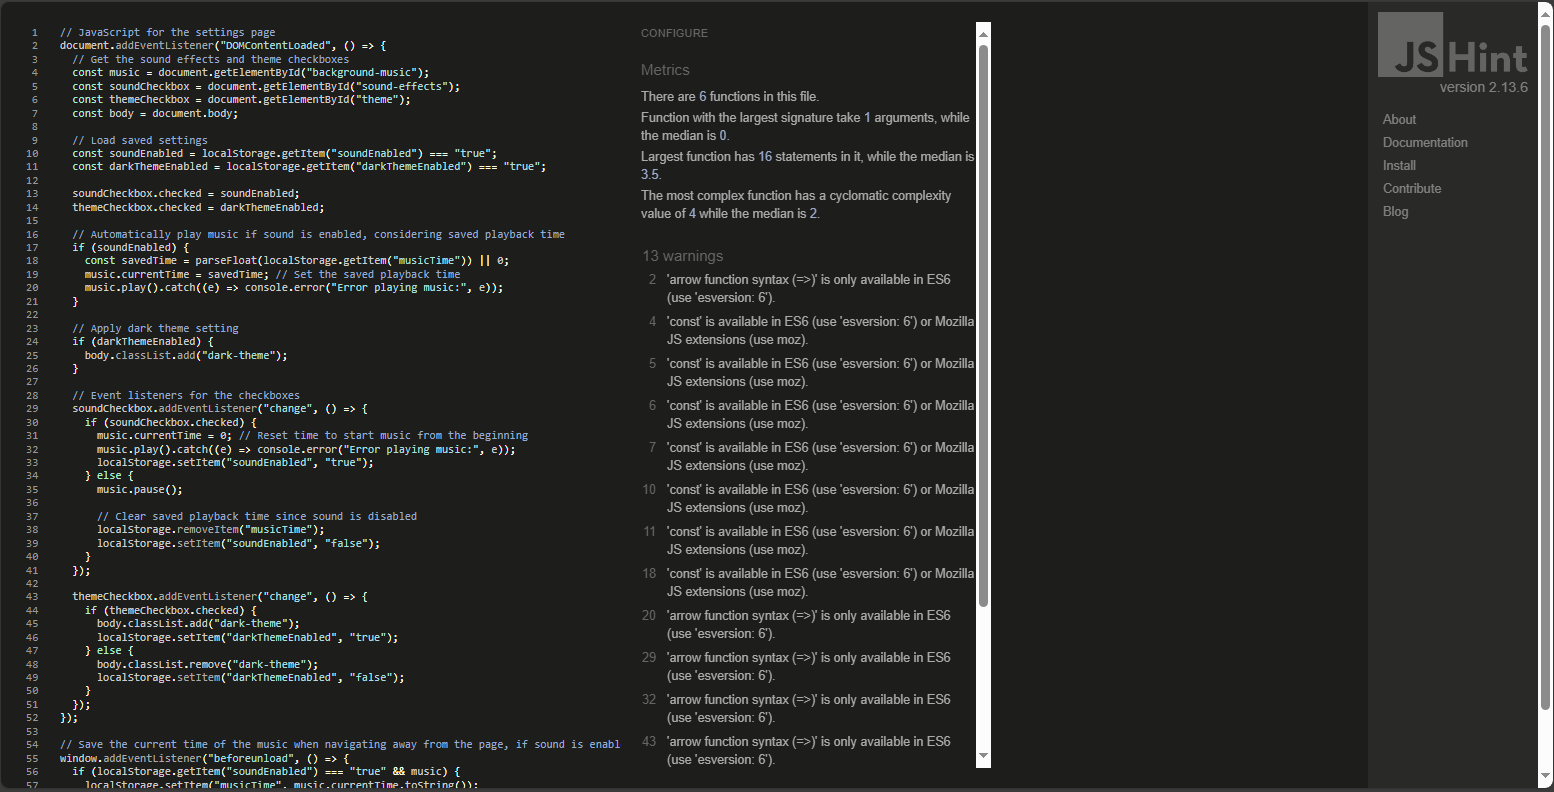 1 // JavaScript for the settings page
2 document.addEventListener("DOMContentLoaded", () => {
3 // Get the sound effects and theme checkboxes
4 const music = document.getElementById("background-music");
5 const soundCheckbox = document.getElementById("sound-effects");
6 const themeCheckbox = document.getElementById("theme");
7 const body = document.body;
8
9 // Load saved settings
10 const soundEnabled = localStorage.getItem("soundEnabled") === "true";
11 const darkThemeEnabled = localStorage.getItem("darkThemeEnabled") === "true";
12
13 soundCheckbox.checked = soundEnabled;
14 themeCheckbox.checked = darkThemeEnabled;
15
16 // Automatically play music if sound is enabled, considering saved playback time
17 if (soundEnabled) {
18 const savedTime = parseFloat(localStorage.getItem("musicTime")) || 0;
19 music.currentTime = savedTime; // Set the saved playback time
20 music.play().catch((e) => console.error("Error playing music:", e));
21 }
22
23 // Apply dark theme setting
24 if (darkThemeEnabled) {
25 body.classList.add("dark-theme");
26 }
27
28 // Event listeners for the checkboxes
29 soundCheckbox.addEventListener("change", () => {
30 if (soundCheckbox.checked) {
31 music.currentTime = 0; // Reset time to start music from the beginning
32 music.play().catch((e) => console.error("Error playing music:", e));
33 localStorage.setItem("soundEnabled", "true");
34 } else {
35 music.pause();
36
37 // Clear saved playback time since sound is disabled
38 localStorage.removeItem("musicTime");
39 localStorage.setItem("soundEnabled", "false");
40 }
41 });
42
43 themeCheckbox.addEventListener("change", () => {
44 if (themeCheckbox.checked) {
45 body.classList.add("dark-theme");
46 localStorage.setItem("darkThemeEnabled", "true");
47 } else {
48 body.classList.remove("dark-theme");
49 localStorage.setItem("darkThemeEnabled", "false");
50 }
51 });
52 });
53
54 // Save the current time of the music when navigating away from the page, if sound is enabl
55 window.addEventListener("beforeunload", () => {
56 if (localStorage.getItem("soundEnabled") === "true" && music) {
57 localStorage.setItem("musicTime", music.currentTime.toString());
CONFIGURE
Metrics
There are 6 functions in this file.
Function with the largest signature take 1 arguments, while
the median is 0.
Largest function has 16 statements in it, while the median is
3.5.
The most complex function has a cyclomatic complexity
value of 4 while the median is 2.
13 warnings
2 'arrow function syntax (=>)' is only available in ES6
(use 'esversion: 6').
4 'const' is available in ES6 (use 'esversion: 6') or Mozilla
JS extensions (use moz).
5 'const' is available in ES6 (use 'esversion: 6') or Mozilla
JS extensions (use moz).
6 'const' is available in ES6 (use 'esversion: 6') or Mozilla
JS extensions (use moz).
7 'const' is available in ES6 (use 'esversion: 6') or Mozilla
JS extensions (use moz).
10 'const' is available in ES6 (use 'esversion: 6') or Mozilla
JS extensions (use moz).
11 'const' is available in ES6 (use 'esversion: 6') or Mozilla
JS extensions (use moz).
18 'const' is available in ES6 (use 'esversion: 6') or Mozilla
JS extensions (use moz).
20 'arrow function syntax (=>)' is only available in ES6
(use 'esversion: 6').
29 'arrow function syntax (=>)' is only available in ES6
(use 'esversion: 6').
32 'arrow function syntax (=>)' is only available in ES6
(use 'esversion: 6').
43 'arrow function syntax (=>)' is only available in ES6
(use 'esversion: 6').
JSHint
version 2.13.6
About
Documentation
Install
Contribute
Blog